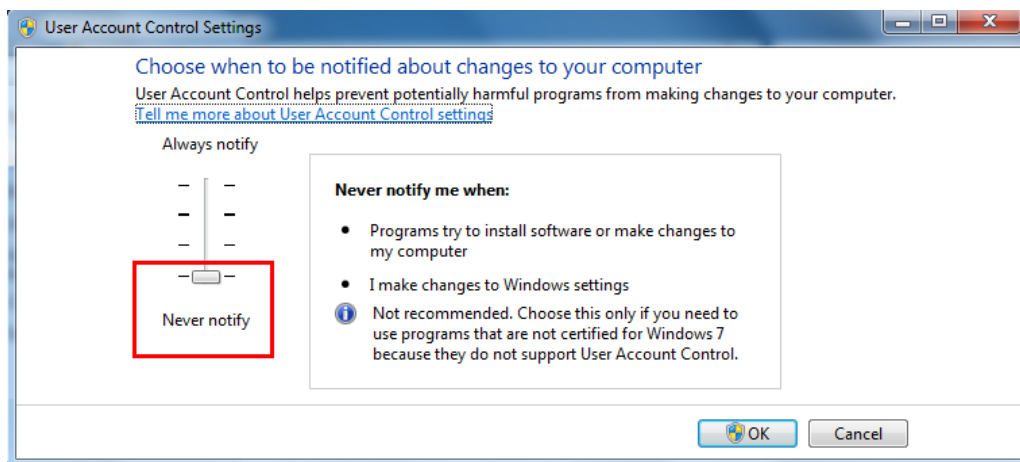 User Account Control Settings
Choose when to be notified about changes to your computer
User Account Control helps prevent potentially harmful programs from making changes to your computer.
Tell me more about User Account Control settings
Always notify
Never notify
Never notify me when:
• Programs try to install software or make changes to
my computer
• I make changes to Windows settings
Not recommended. Choose this only if you need to
use programs that are not certified for Windows 7
because they do not support User Account Control.
OK Cancel